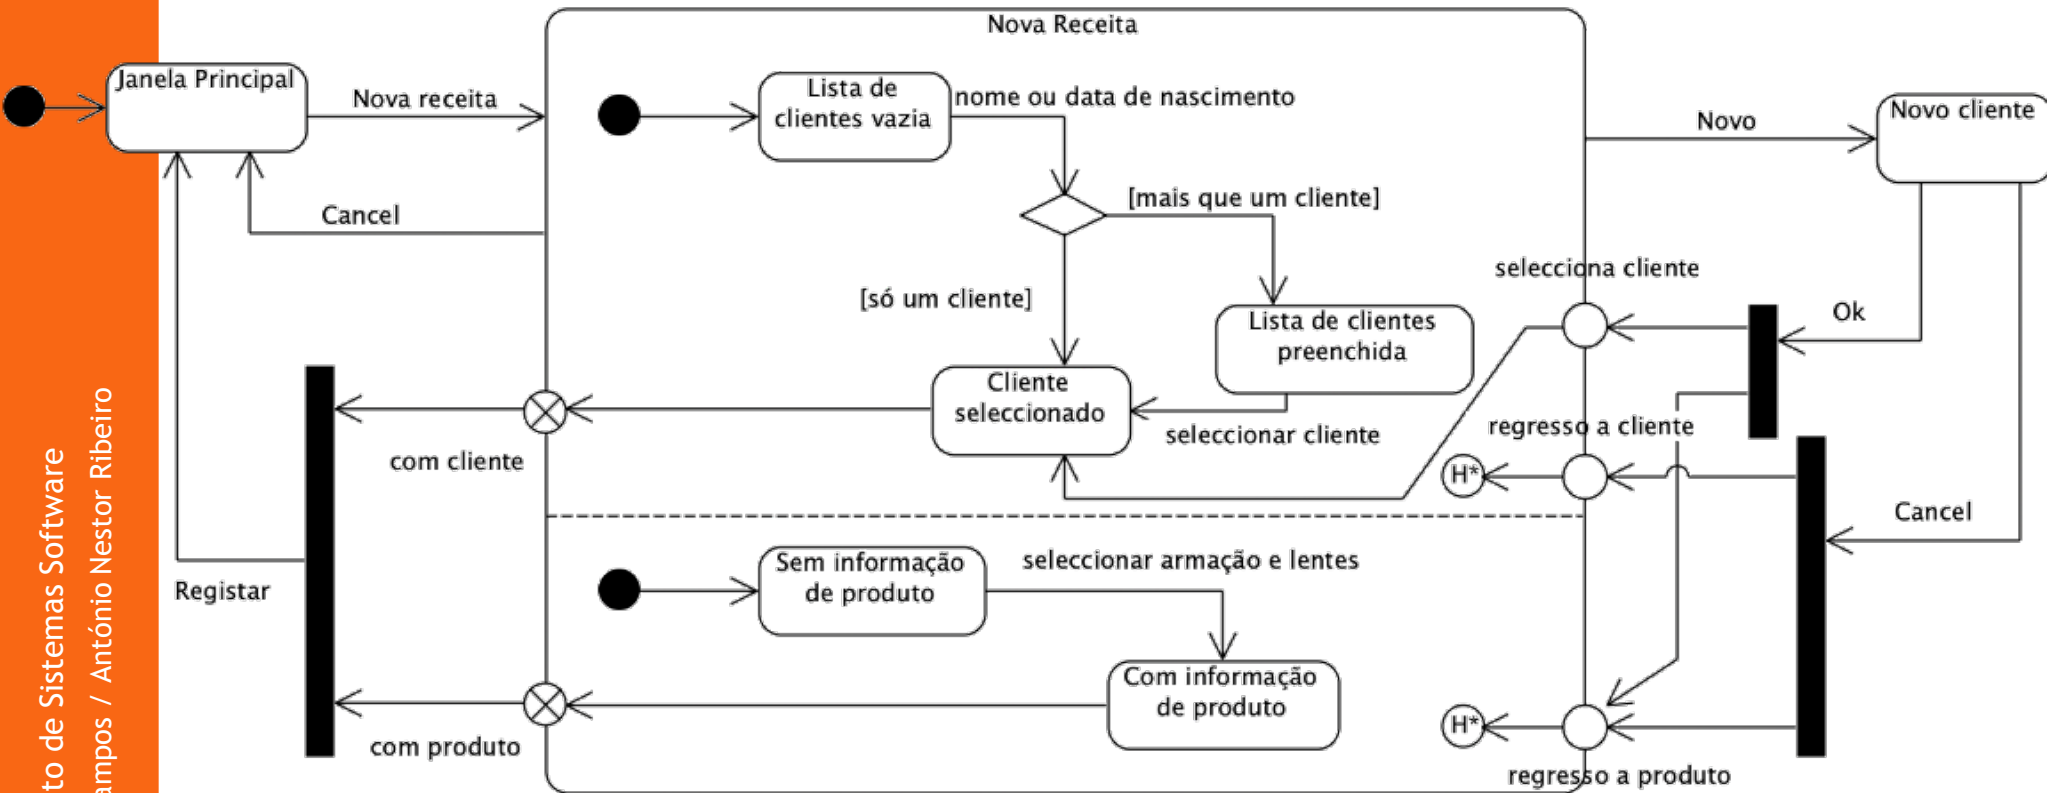 Nova Receita
Janela Principal
Nova receita
Lista de
clientes vazia
nome ou data de nascimento
Novo
Novo cliente
[mais que um cliente]
Cancel
selecciona cliente
[só um cliente]
Lista de clientes
preenchida
Ok
Cliente
seleccionado
seleccionar cliente
regresso a cliente
com cliente
H*
Cancel
Sem informação
de produto
seleccionar armação e lentes
Registar
Com informação
de produto
H*
com produto
regresso a produto
to de Sistemas Software
ampos / António Nestor Ribeiro